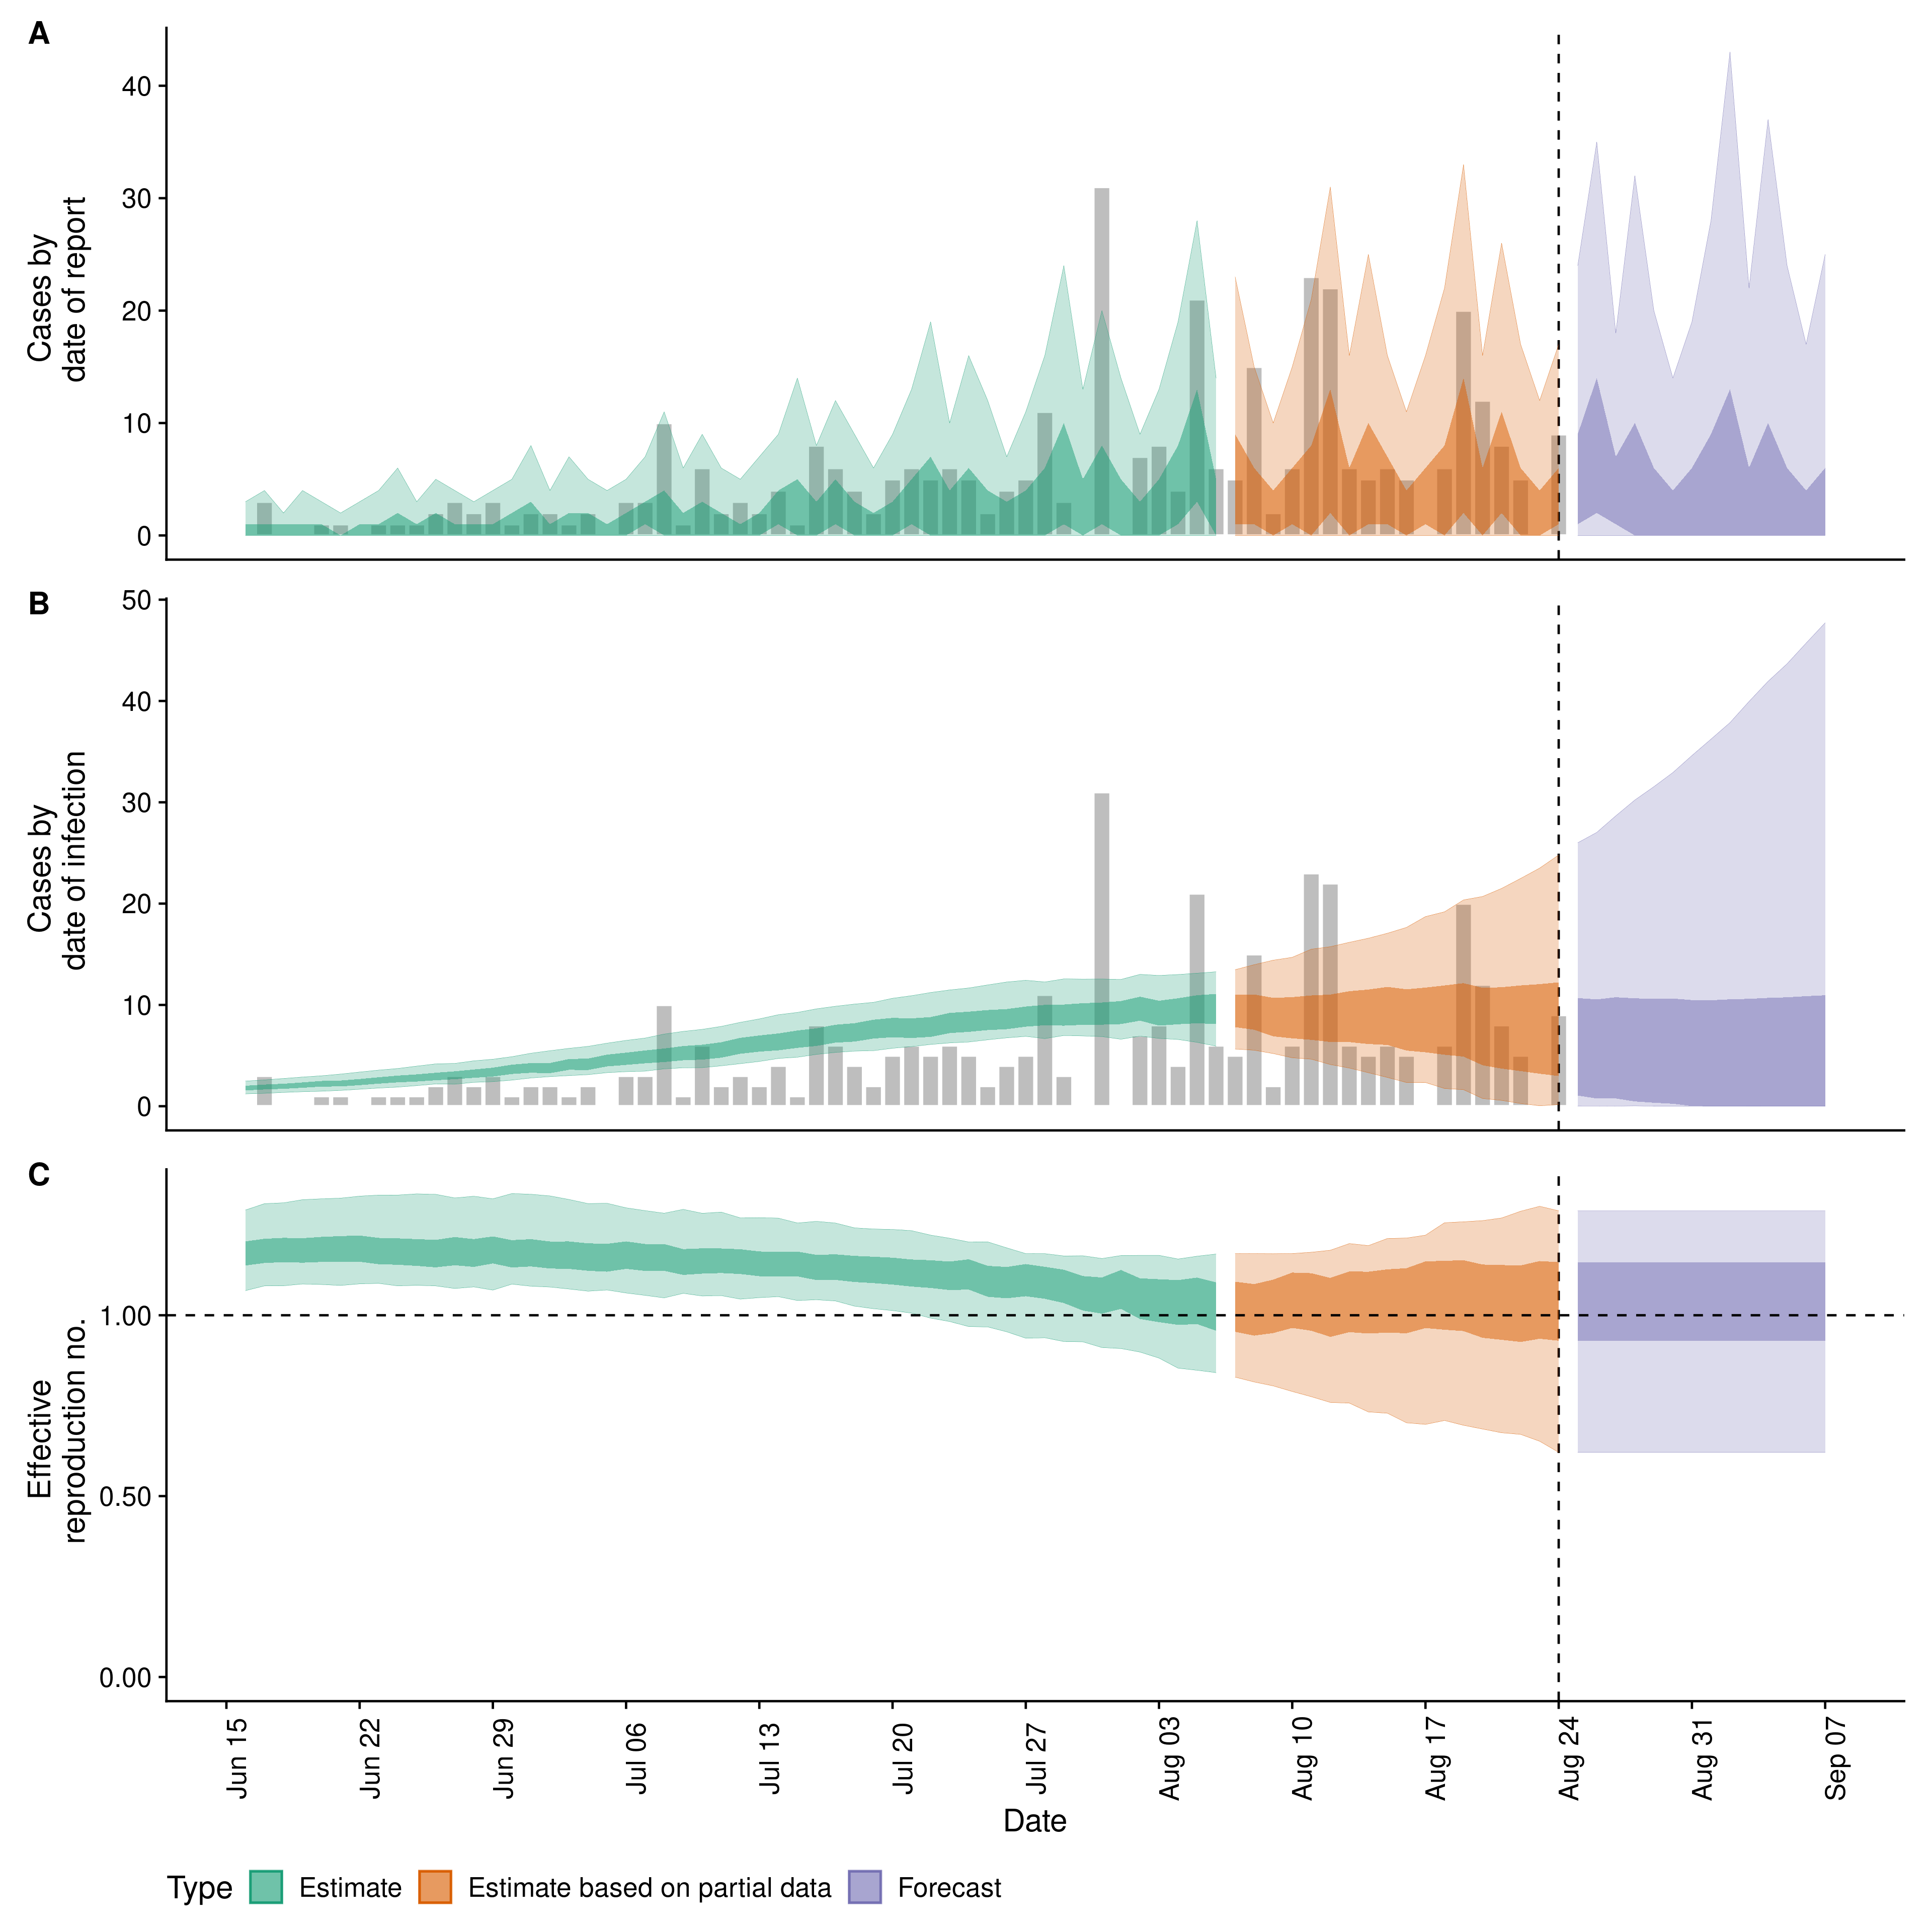 A
40
30
20
10
0
Cases by
date of report
B
50
40
30
20
10
0
Cases by
date of infection
C
1.00
0.50
0.00
Effective
reproduction no.
Jun 15
Jun 22
Jun 29
Jul 06
Jul 13
Jul 20
Jul 27
Aug 03
Aug 10
Aug 17
Aug 24
Aug 31
Sep 07
Date
Type Estimate Estimate based on partial data Forecast